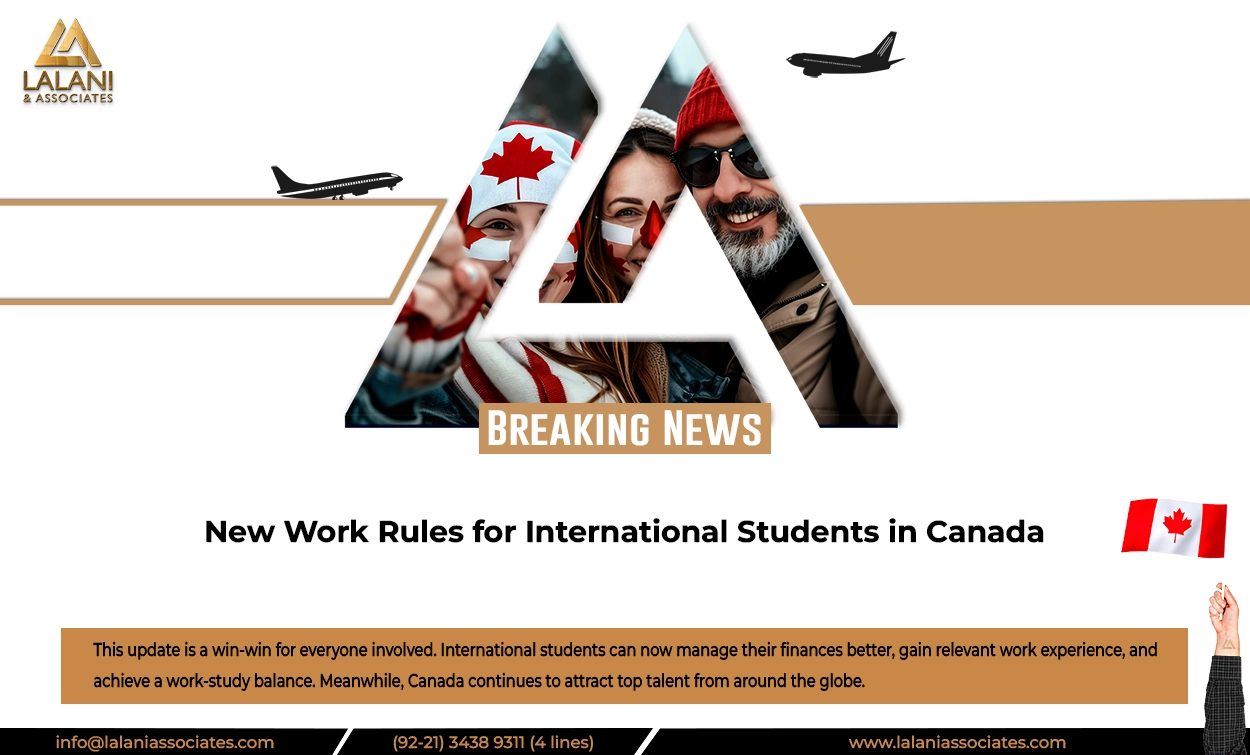 LALANI
& ASSOCIATES
BREAKING NEWS
New Work Rules for International Students in Canada
This update is a win-win for everyone involved. International students can now manage their finances better, gain relevant work experience, and
achieve a work-study balance. Meanwhile, Canada continues to attract top talent from around the globe.
info@lalaniassociates.com
(92-21) 3438 9311 (4 lines)
www.lalaniassociates.com